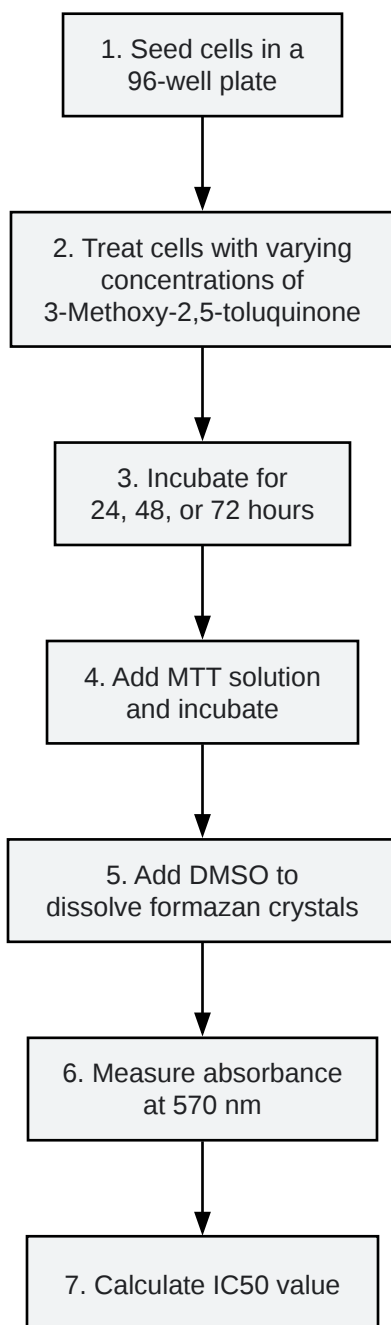 1. Seed cells in a
96-well plate
2. Treat cells with varying
concentrations of
3-Methoxy-2,5-toluquinone
3. Incubate for
24, 48, or 72 hours
4. Add MTT solution
and incubate
5. Add DMSO to
dissolve formazan crystals
6. Measure absorbance
at 570 nm
7. Calculate IC50 value